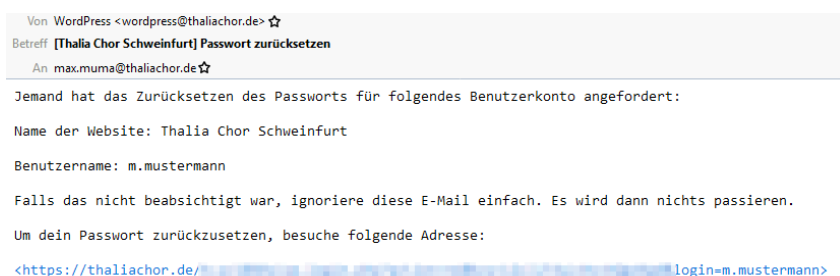 Von WordPress <wordpress@thaliachor.de>
Betreff [Thalia Chor Schweinfurt] Passwort zurücksetzen
An max.muma@thaliachor.de
Jemand hat das Zurücksetzen des Passworts für folgendes Benutzerkonto angefordert:
Name der Website: Thalia Chor Schweinfurt
Benutzername: m.mustermann
Falls das nicht beabsichtigt war, ignoriere diese E-Mail einfach. Es wird dann nichts passieren.
Um dein Passwort zurückzusetzen, besuche folgende Adresse:
<https://thaliachor.de/ login=m.mustermann>